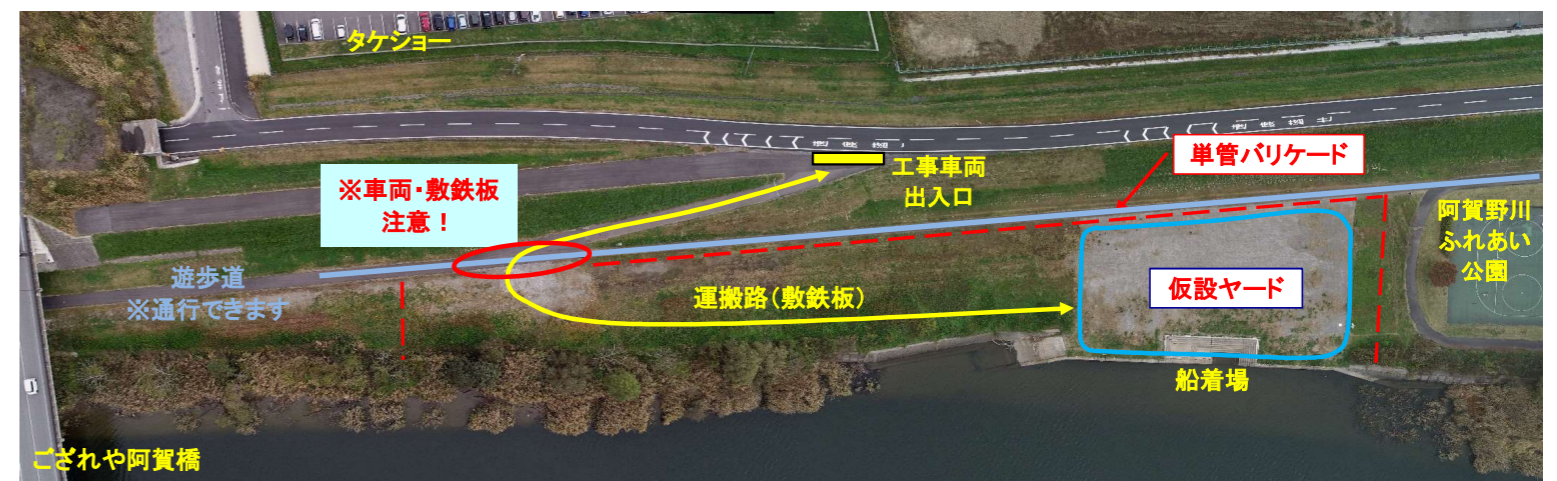 タケショー
※車両・敷鉄板
注意！
工事車両
出入口
単管バリケード
阿賀野川
ふれあい
公園
遊歩道
※通行できます
運搬路(敷鉄板)
仮設ヤード
船着場
ござれや阿賀橋